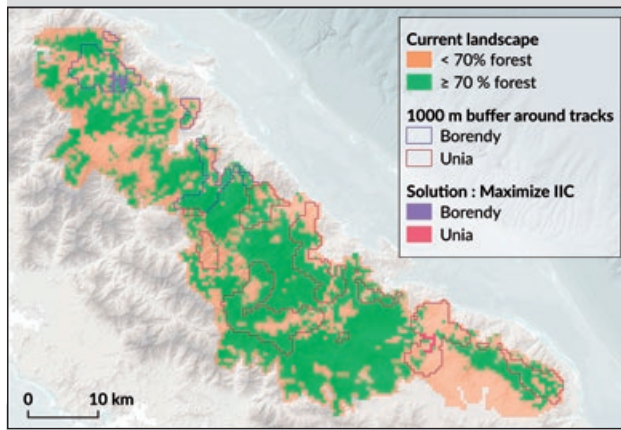 Current landscape
< 70% forest
≥ 70 % forest
1000 m buffer around tracks
Borendy
Unia
Solution : Maximize IIC
Borendy
Unia
0 10 km